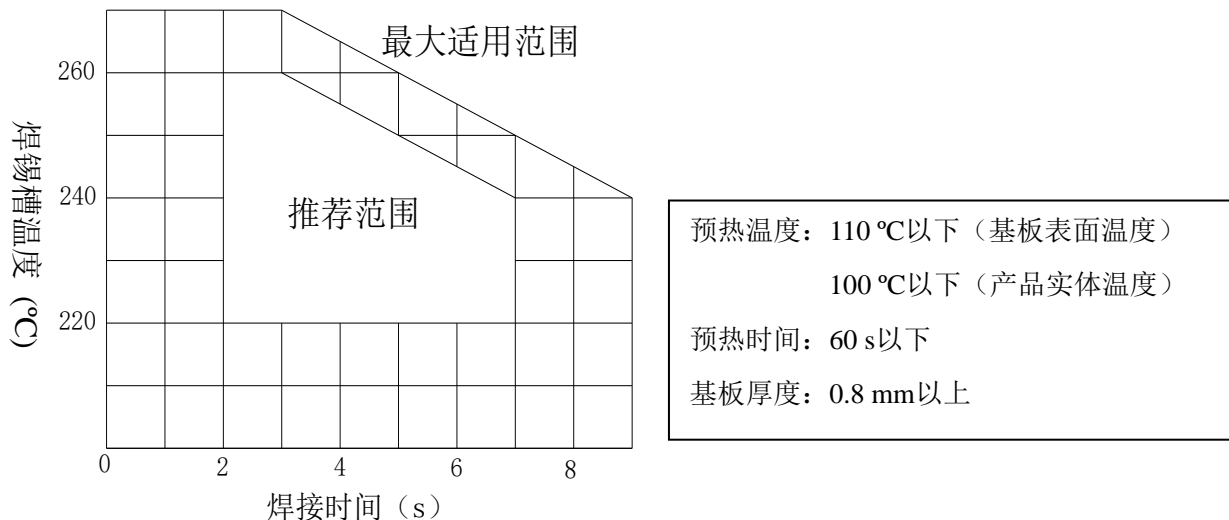 最大适用范围
260
240
220
焊锡槽温度 (℃)
推荐范围
0 2 4 6 8
焊接时间（s）
预热温度：110 ℃以下（基板表面温度）
100 ℃以下（产品实体温度）
预热时间：60 s以下
基板厚度：0.8 mm以上